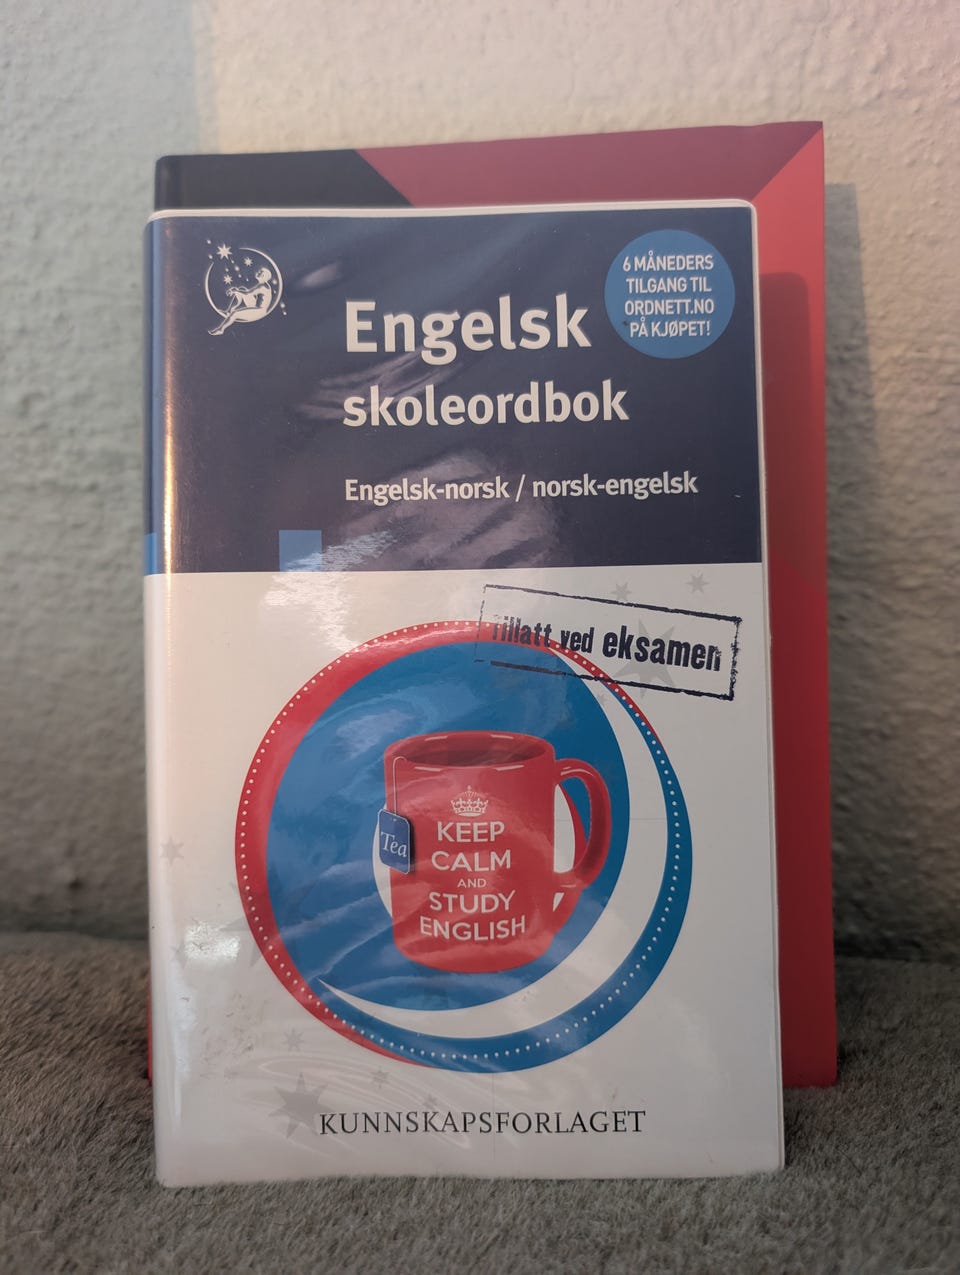 6 MÅNEDERS
TILGANG TIL
ORDNETT.NO
PÅ KJØPET!
Engelsk
skoleordbok
Engelsk-norsk / norsk-engelsk
Tillatt ved eksamen
Tea
KEEP
CALM
AND
STUDY
ENGLISH
KUNNSKAPSFORLAGET